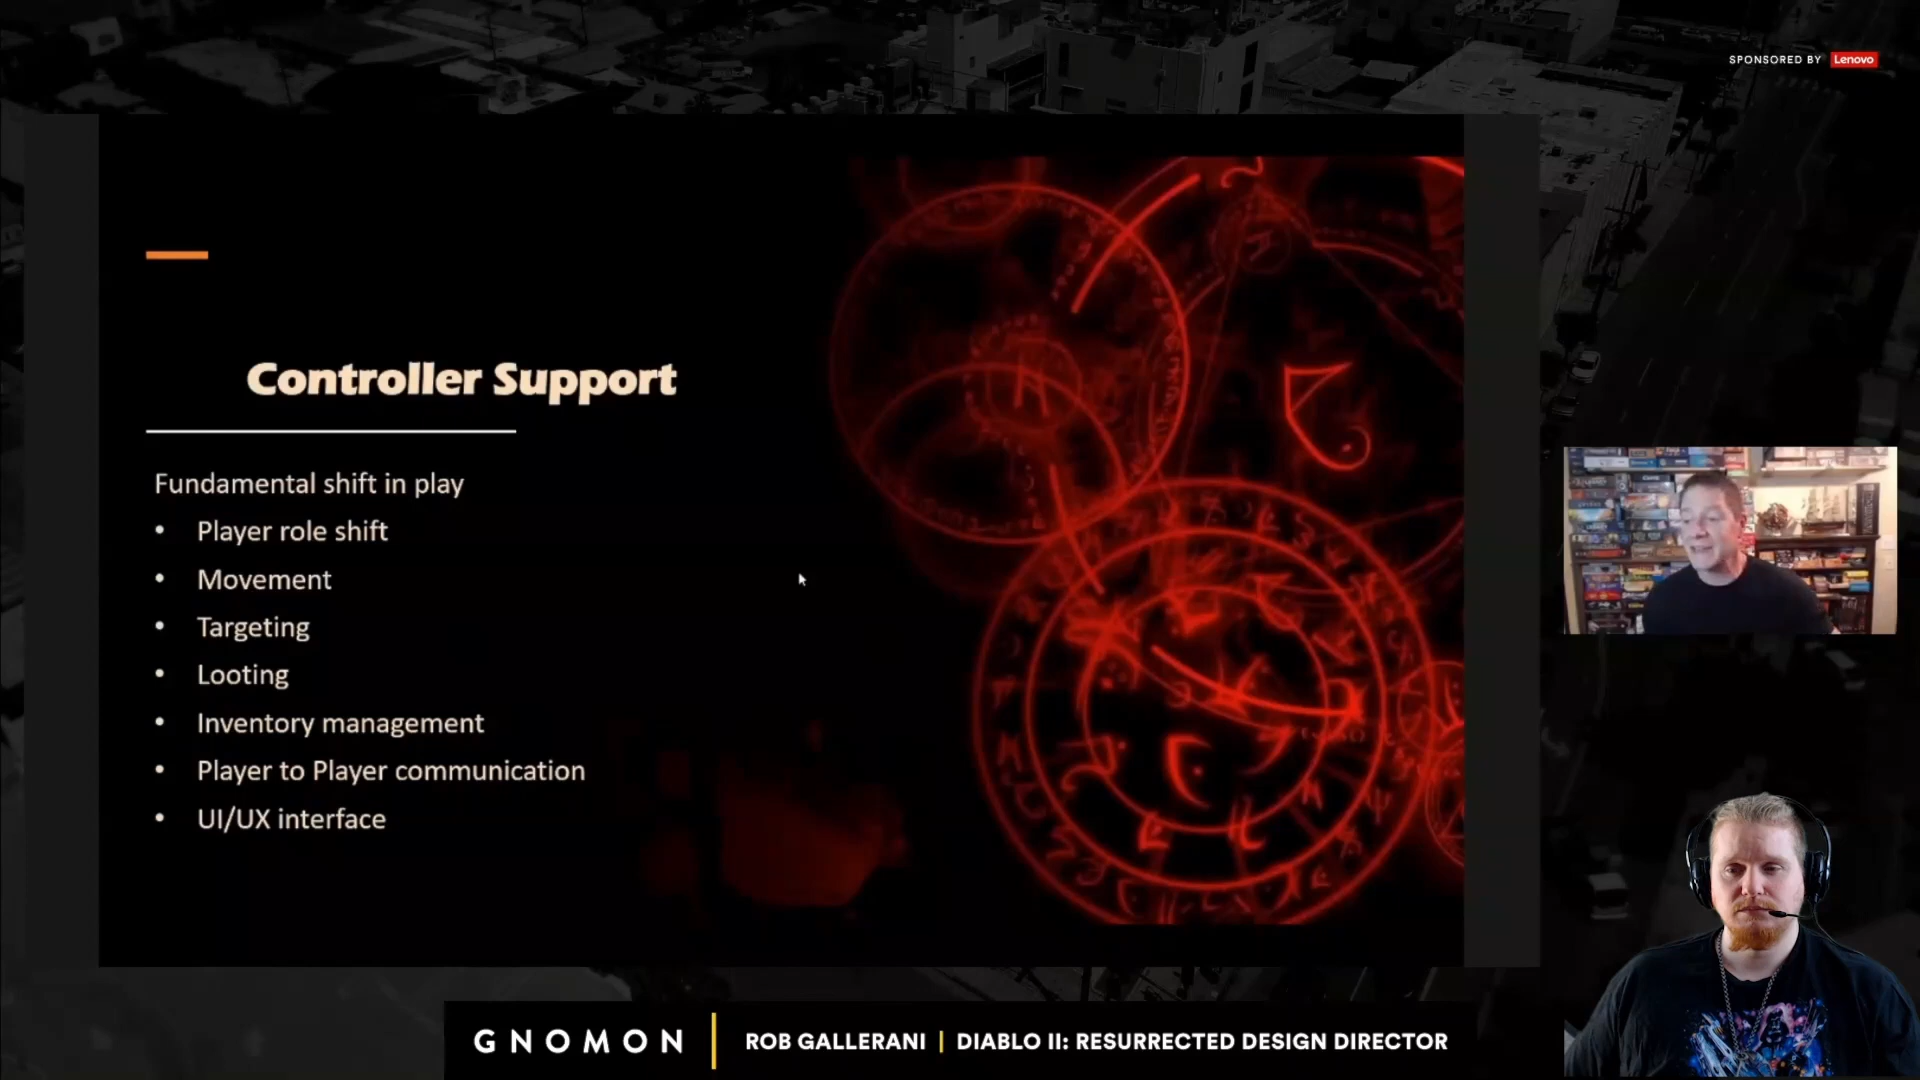 SPONSORED BY Lenovo
Controller Support
Fundamental shift in play
• Player role shift
• Movement
• Targeting
• Looting
• Inventory management
• Player to Player communication
• UI/UX interface
GNOMON | ROB GALLERANI | DIABLO II: RESURRECTED DESIGN DIRECTOR